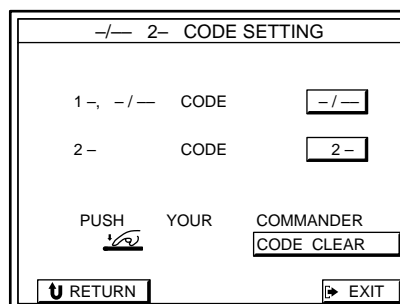 –/–– 2– CODE SETTING
1 –, – / –– CODE – / ––
2 – CODE 2 –
PUSH YOUR COMMANDER
CODE CLEAR
RETURN EXIT